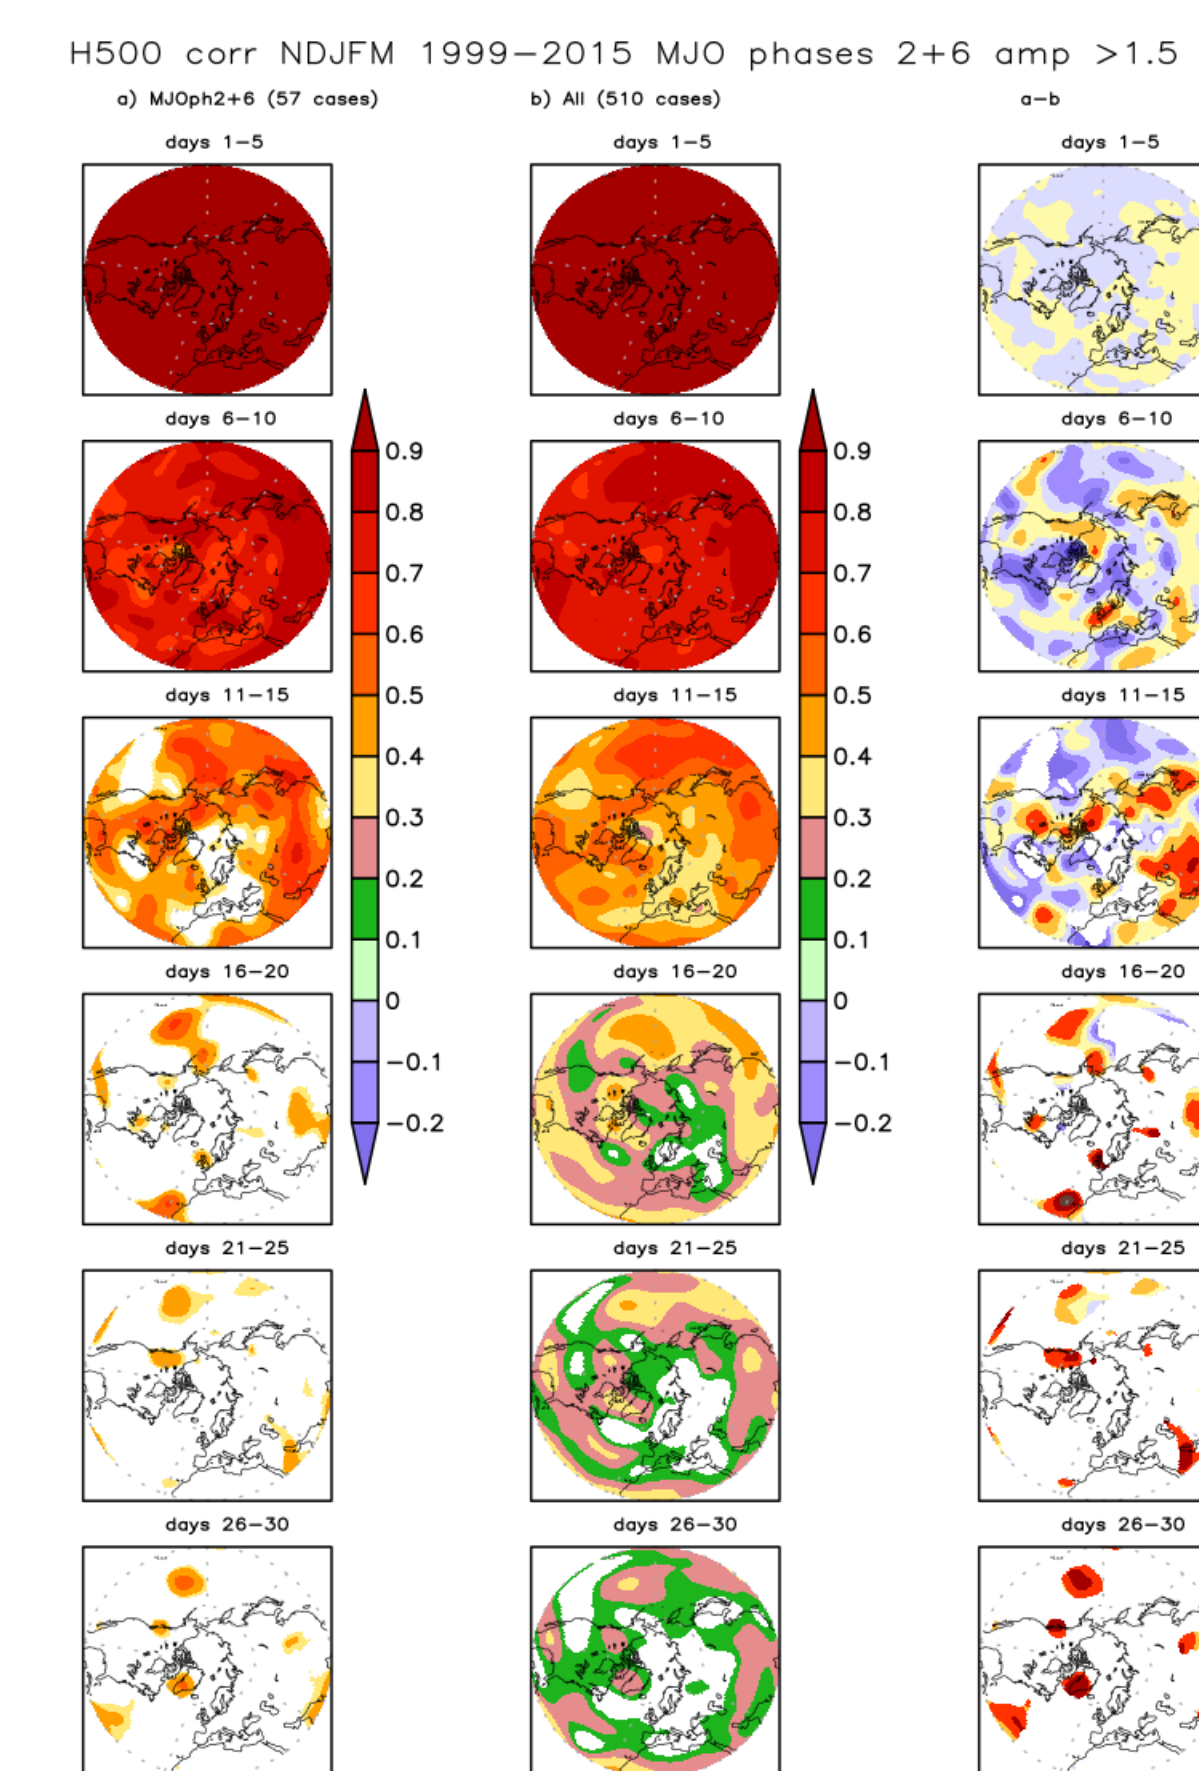 H500 corr NDJFM 1999-2015 MJO phases 2+6 amp >1.5
a) MJOph2+6 (57 cases) b) All (510 cases) a-b
days 1-5 days 1-5 days 1-5
days 6-10 days 6-10 days 6-10
0.9 0.9
0.8 0.8
0.7 0.7
0.6 0.6
days 11-15 days 11-15 days 11-15
0.5 0.5
0.4 0.4
0.3 0.3
0.2 0.2
0.1 0.1
days 16-20 days 16-20 days 16-20
0 0
-0.1 -0.1
-0.2 -0.2
days 21-25 days 21-25 days 21-25
days 26-30 days 26-30 days 26-30